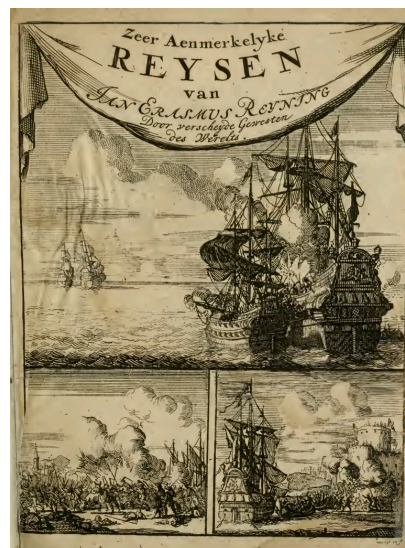 Zeer Aenmerkelyke
REYSEN
van
JAN ERASMUS REYNING
Door verscheyde Gewesten
des Werelts.